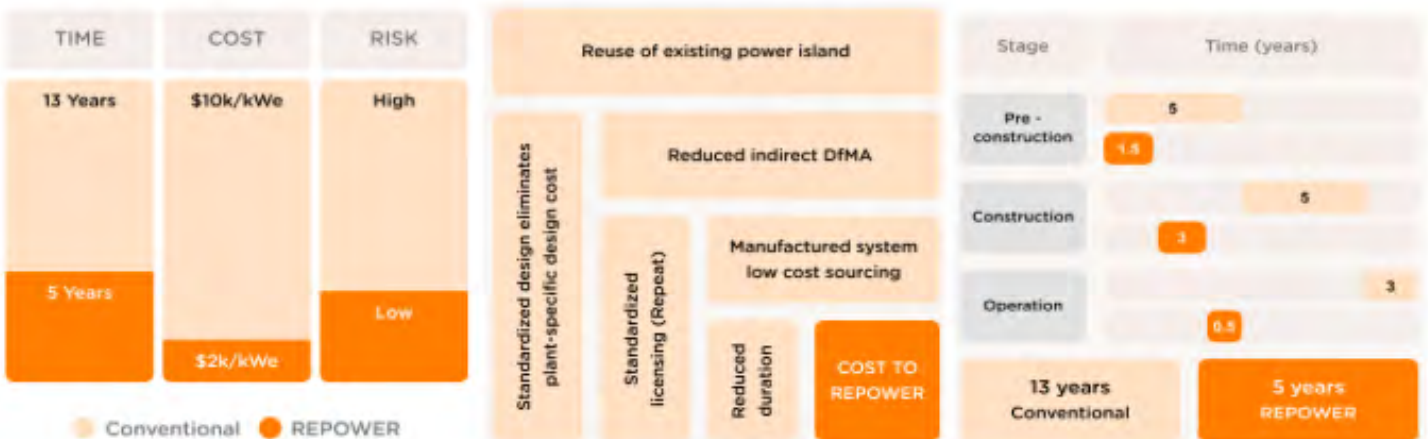 TIME
COST
RISK
13 Years
$10k/kWe
High
5 Years
$2k/kWe
Low
Conventional
REPOWER
Reuse of existing power island
Standardized design eliminates
plant-specific design cost
Reduced indirect DfMA
Standardized
licensing (Repeat)
Manufactured system
low cost sourcing
Reduced
duration
COST TO
REPOWER
Stage
Time (years)
Pre -
construction
5
1.5
Construction
5
3
Operation
3
0.5
13 years
Conventional
5 years
REPOWER